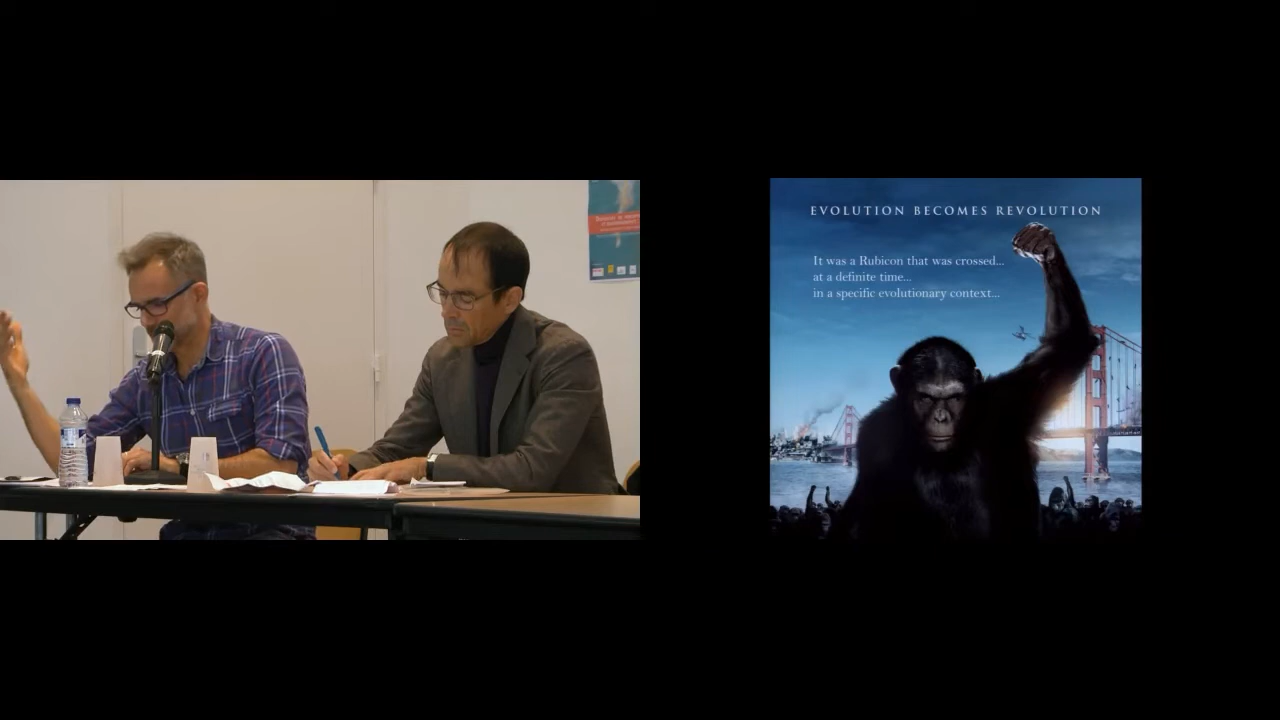 EVOLUTION BECOMES REVOLUTION
It was a Rubicon that was crossed...
at a definite time...
in a specific evolutionary context...